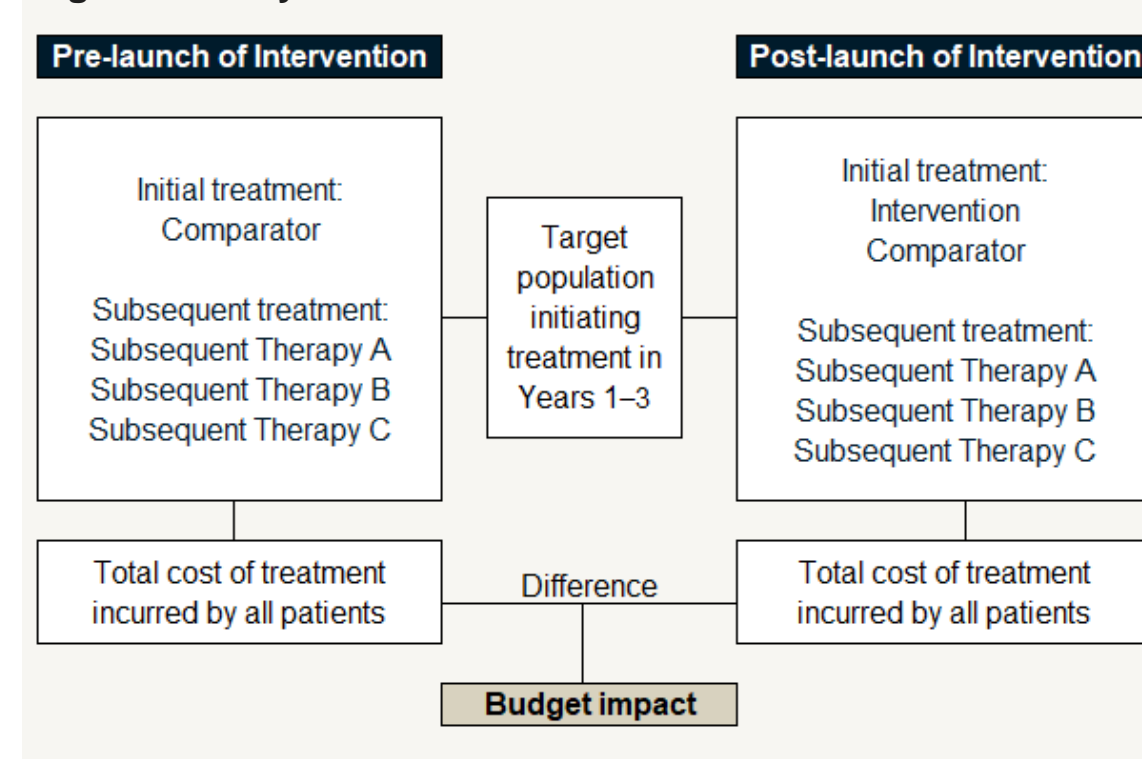 Pre-launch of Intervention
Post-launch of Intervention
Initial treatment:
Comparator
Subsequent treatment:
Subsequent Therapy A
Subsequent Therapy B
Subsequent Therapy C
Target
population
initiating
treatment in
Years 1–3
Initial treatment:
Intervention
Comparator
Subsequent treatment:
Subsequent Therapy A
Subsequent Therapy B
Subsequent Therapy C
Total cost of treatment
incurred by all patients
Difference
Total cost of treatment
incurred by all patients
Budget impact